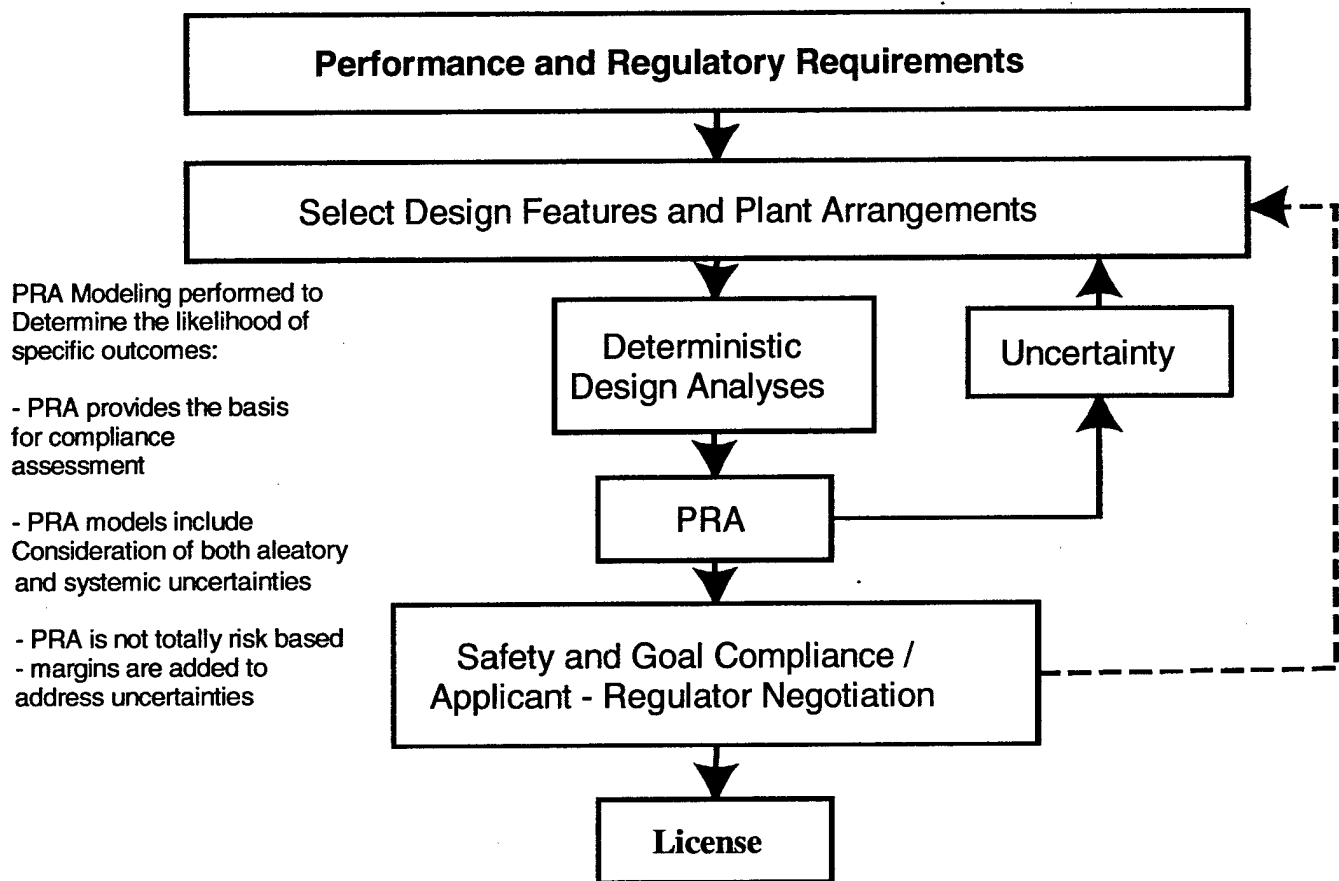 Performance and Regulatory Requirements
Select Design Features and Plant Arrangements
PRA Modeling performed to
Determine the likelihood of
specific outcomes:
- PRA provides the basis
for compliance
assessment
- PRA models include
Consideration of both aleatory
and systemic uncertainties
- PRA is not totally risk based
- margins are added to
address uncertainties
Deterministic
Design Analyses
Uncertainty
PRA
Safety and Goal Compliance /
Applicant - Regulator Negotiation
License